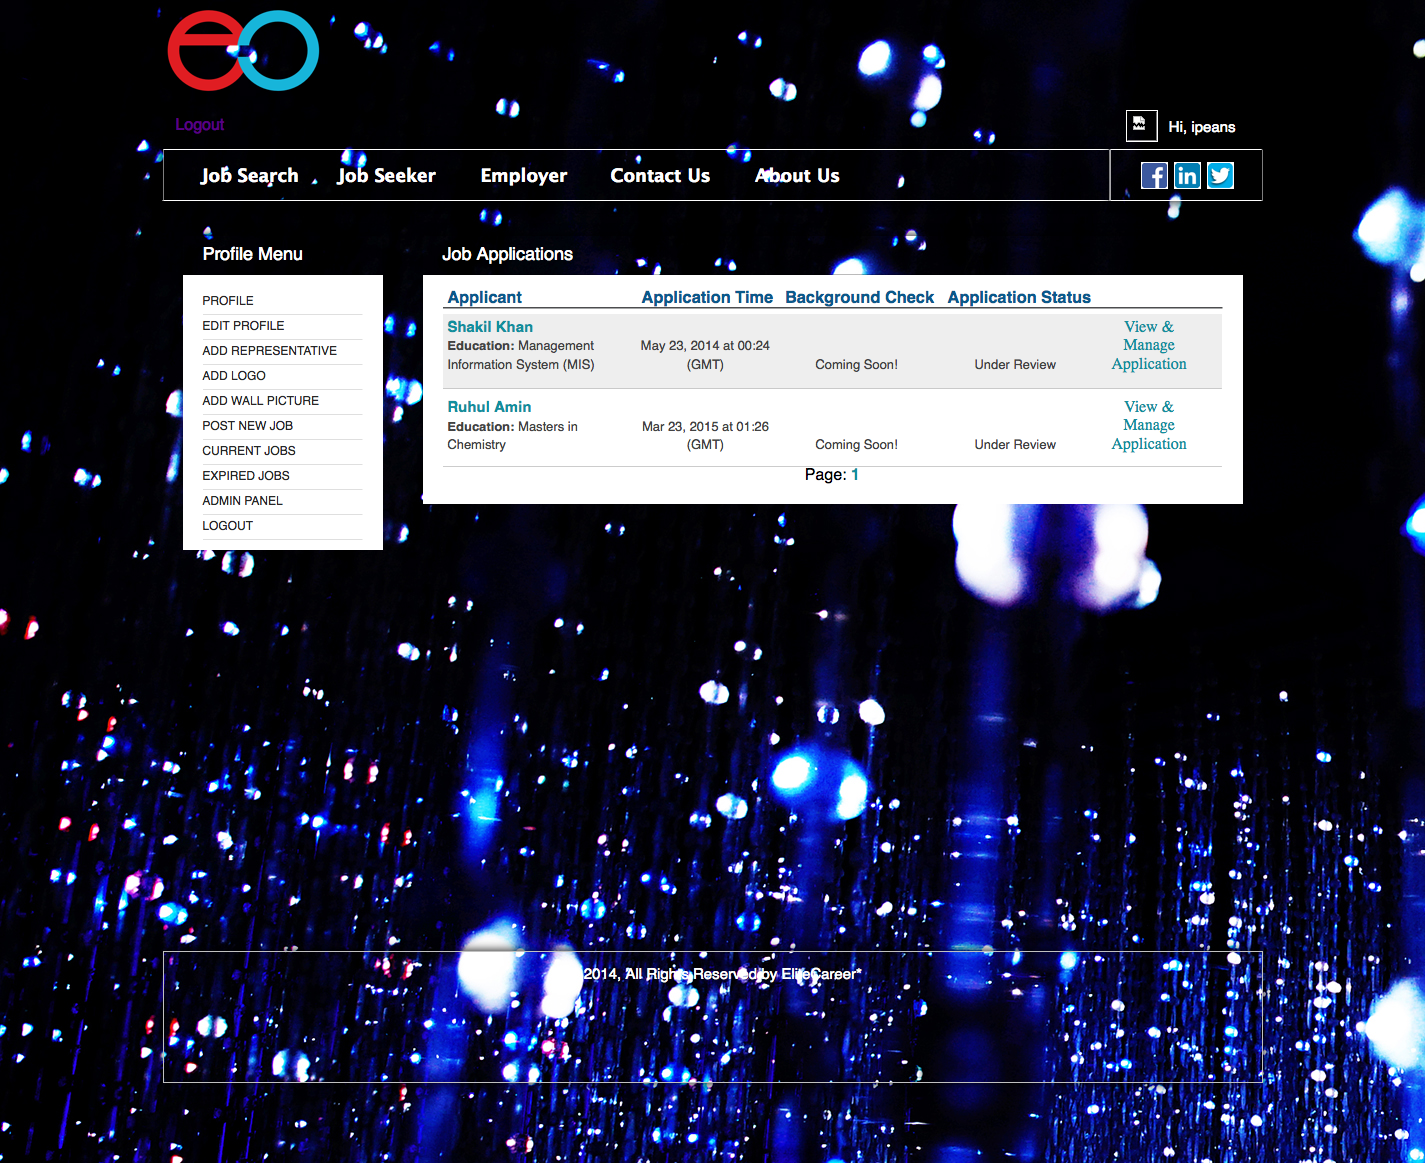 eo
Logout
Hi, ipeans
Job Search Job Seeker Employer Contact Us About Us
Profile Menu
PROFILE
EDIT PROFILE
ADD REPRESENTATIVE
ADD LOGO
ADD WALL PICTURE
POST NEW JOB
CURRENT JOBS
EXPIRED JOBS
ADMIN PANEL
LOGOUT
Job Applications
Applicant Application Time Background Check Application Status
Shakil Khan
Education: Management
Information System (MIS)
May 23, 2014 at 00:24
(GMT)
Coming Soon!
Under Review
View &
Manage
Application
Ruhul Amin
Education: Masters in
Chemistry
Mar 23, 2015 at 01:26
(GMT)
Coming Soon!
Under Review
View &
Manage
Application
Page: 1
2014, All Rights Reserved by EliteCareer*